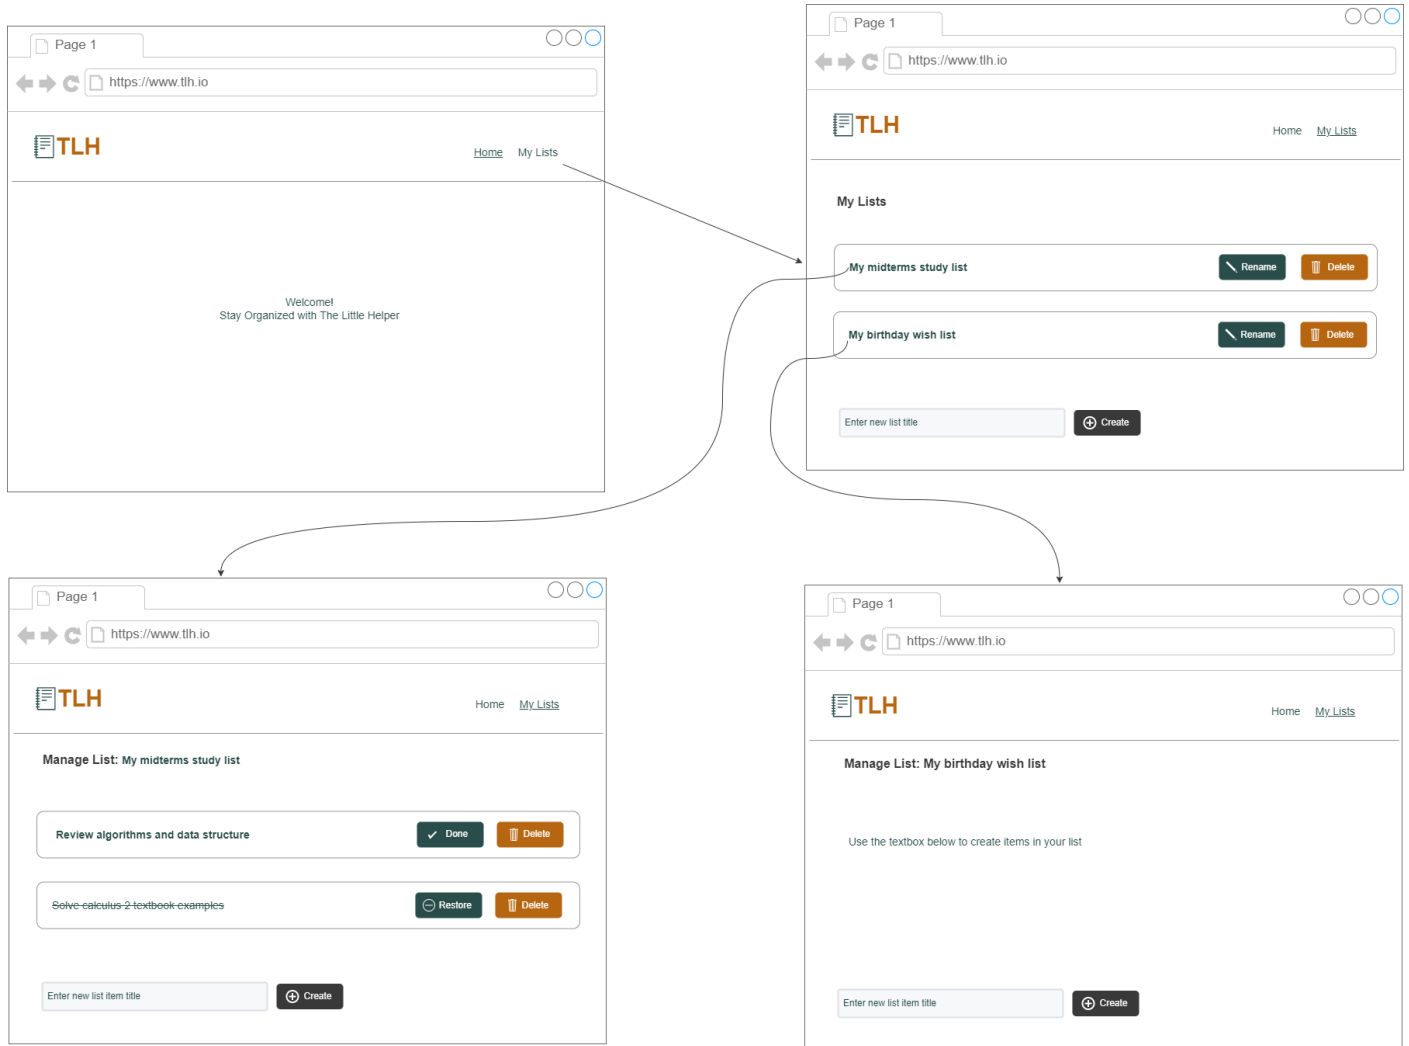 Page 1
https://www.tlh.io
TLH
Home My Lists
Welcome!
Stay Organized with The Little Helper
Page 1
https://www.tlh.io
TLH
Home My Lists
My Lists
My midterms study list Rename Delete
My birthday wish list Rename Delete
Enter new list title Create
Page 1
https://www.tlh.io
TLH
Home My Lists
Manage List: My midterms study list
Review algorithms and data structure Done Delete
Solve calculus 2 textbook examples Restore Delete
Enter new list item title Create
Page 1
https://www.tlh.io
TLH
Home My Lists
Manage List: My birthday wish list
Use the textbox below to create items in your list
Enter new list item title Create